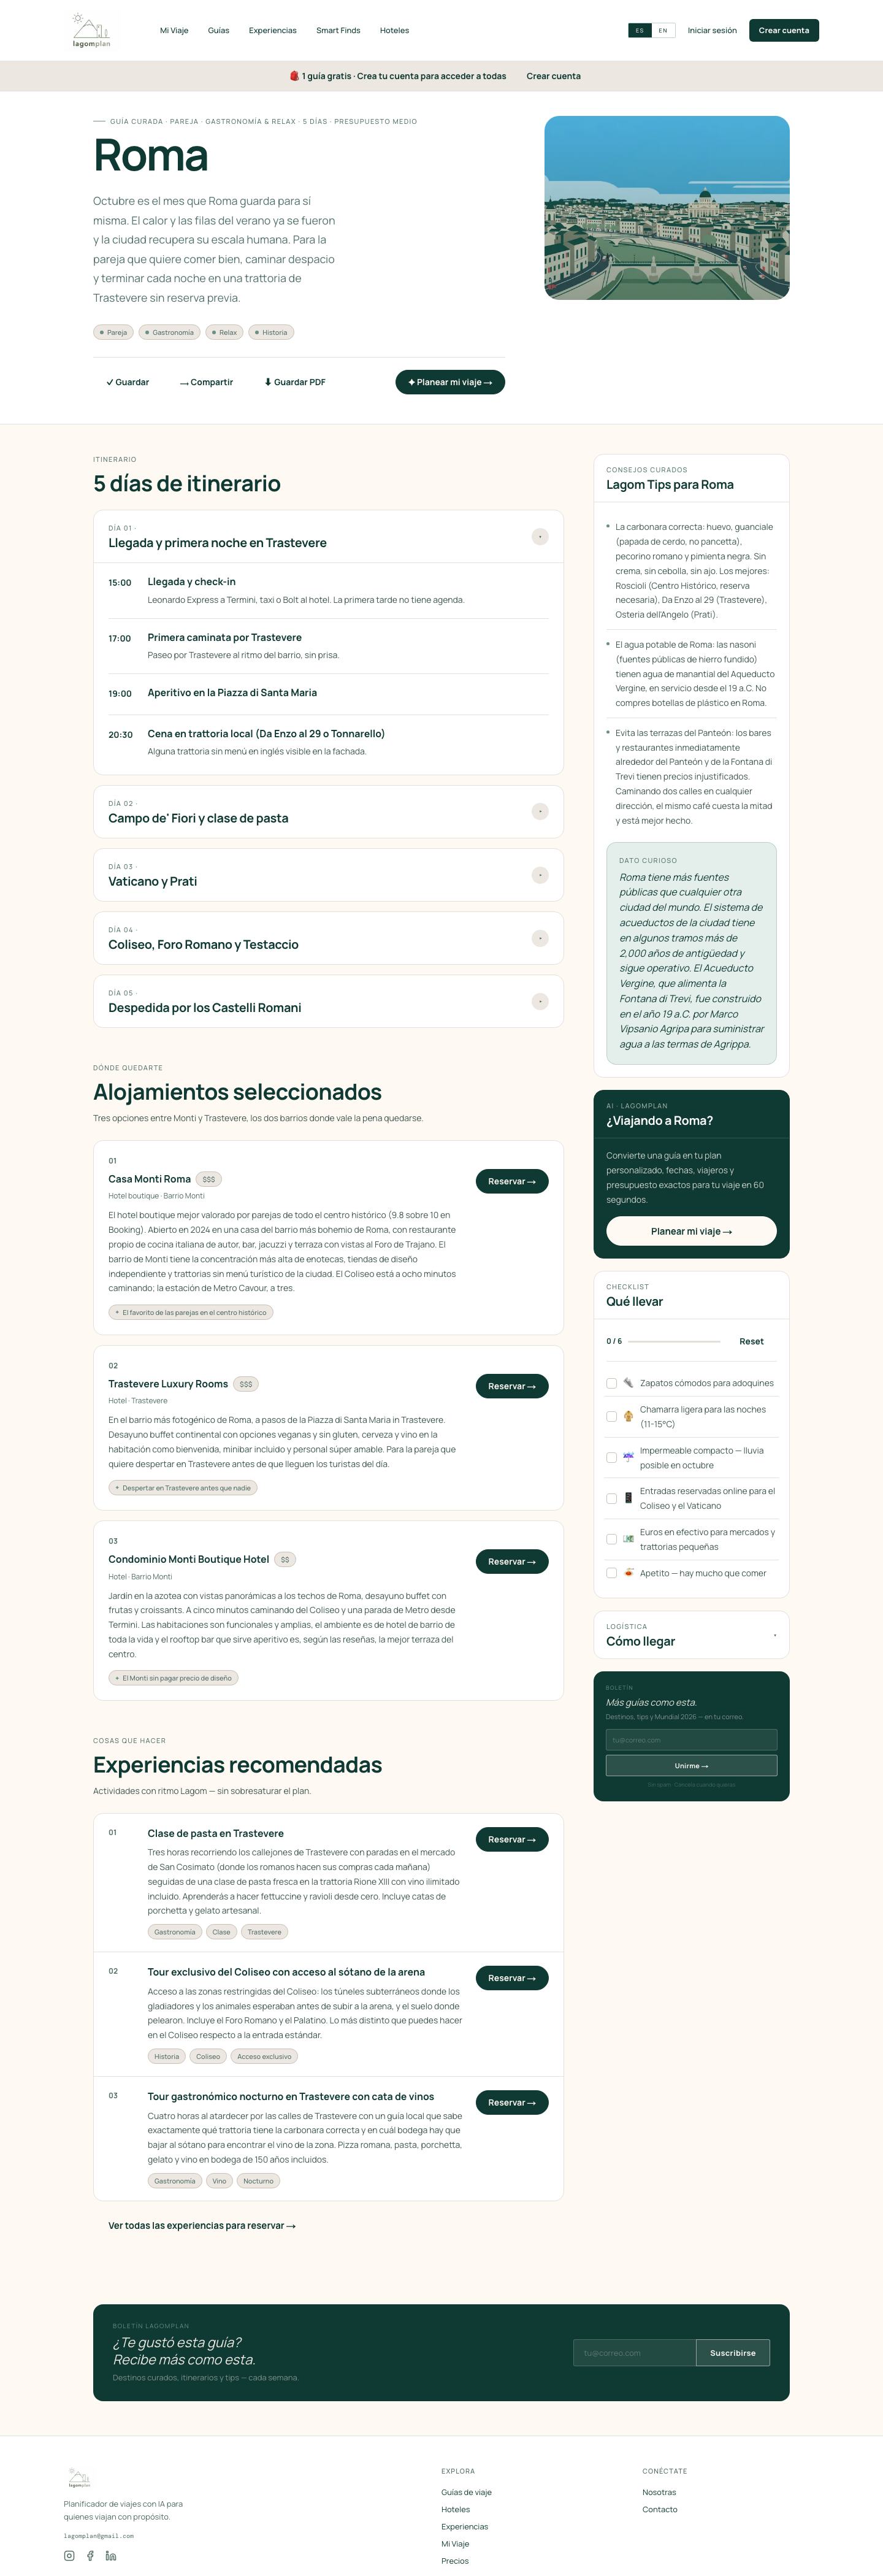 lagomplan
Mi Viaje
Guías
Experiencias
Smart Finds
Hoteles
ES
EN
Iniciar sesión
Crear cuenta
1 guía gratis · Crea tu cuenta para acceder a todas
Crear cuenta
GUÍA CURADA · PAREJA · GASTRONOMÍA & RELAX · 5 DÍAS · PRESUPUESTO MEDIO
Roma
Octubre es el mes que Roma guarda para sí
misma. El calor y las filas del verano ya se fueron
y la ciudad recupera su escala humana. Para la
pareja que quiere comer bien, caminar despacio
y terminar cada noche en una trattoria de
Trastevere sin reserva previa.
Pareja
Gastronomía
Relax
Historia
✓ Guardar
→ Compartir
⬇ Guardar PDF
✦ Planear mi viaje →
ITINERARIO
5 días de itinerario
DÍA 01 ·
Llegada y primera noche en Trastevere
15:00
Llegada y check-in
Leonardo Express a Termini, taxi o Bolt al hotel. La primera tarde no tiene agenda.
17:00
Primera caminata por Trastevere
Paseo por Trastevere al ritmo del barrio, sin prisa.
19:00
Aperitivo en la Piazza di Santa Maria
20:30
Cena en trattoria local (Da Enzo al 29 o Tonnarello)
Alguna trattoria sin menú en inglés visible en la fachada.
DÍA 02 ·
Campo de' Fiori y clase de pasta
DÍA 03 ·
Vaticano y Prati
DÍA 04 ·
Coliseo, Foro Romano y Testaccio
DÍA 05 ·
Despedida por los Castelli Romani
DÓNDE QUEDARTE
Alojamientos seleccionados
Tres opciones entre Monti y Trastevere, los dos barrios donde vale la pena quedarse.
01
Casa Monti Roma
$$$
Reservar →
Hotel boutique · Barrio Monti
El hotel boutique mejor valorado por parejas de todo el centro histórico (9.8 sobre 10 en
Booking). Abierto en 2024 en una casa del barrio más bohemio de Roma, con restaurante
propio de cocina italiana de autor, bar, jacuzzi y terraza con vistas al Foro de Trajano. El
barrio de Monti tiene la concentración más alta de enotecas, tiendas de diseño
independiente y trattorias sin menú turístico de la ciudad. El Coliseo está a ocho minutos
caminando; la estación de Metro Cavour, a tres.
El favorito de las parejas en el centro histórico
02
Trastevere Luxury Rooms
$$$
Reservar →
Hotel · Trastevere
En el barrio más fotogénico de Roma, a pasos de la Piazza di Santa Maria in Trastevere.
Desayuno buffet continental con opciones veganas y sin gluten, cerveza y vino en la
habitación como bienvenida, minibar incluido y personal súper amable. Para la pareja que
quiere despertar en Trastevere antes de que lleguen los turistas del día.
Despertar en Trastevere antes que nadie
03
Condominio Monti Boutique Hotel
$$
Reservar →
Hotel · Barrio Monti
Jardín en la azotea con vistas panorámicas a los techos de Roma, desayuno buffet con
frutas y croissants. A cinco minutos caminando del Coliseo y una parada de Metro desde
Termini. Las habitaciones son funcionales y amplias, el ambiente es de hotel de barrio de
toda la vida y el rooftop bar que sirve aperitivo es, según las reseñas, la mejor terraza del
centro.
El Monti sin pagar precio de diseño
COSAS QUE HACER
Experiencias recomendadas
Actividades con ritmo Lagom — sin sobresaturar el plan.
01
Clase de pasta en Trastevere
Reservar →
Tres horas recorriendo los callejones de Trastevere con paradas en el mercado
de San Cosimato (donde los romanos hacen sus compras cada mañana)
seguidas de una clase de pasta fresca en la trattoria Rione XIII con vino ilimitado
incluido. Aprenderás a hacer fettuccine y ravioli desde cero. Incluye catas de
porchetta y gelato artesanal.
Gastronomía
Clase
Trastevere
02
Tour exclusivo del Coliseo con acceso al sótano de la arena
Reservar →
Acceso a las zonas restringidas del Coliseo: los túneles subterráneos donde los
gladiadores y los animales esperaban antes de subir a la arena, y el suelo donde
pelearon. Incluye el Foro Romano y el Palatino. Lo más distinto que puedes hacer
en el Coliseo respecto a la entrada estándar.
Historia
Coliseo
Acceso exclusivo
03
Tour gastronómico nocturno en Trastevere con cata de vinos
Reservar →
Cuatro horas al atardecer por las calles de Trastevere con un guía local que sabe
exactamente qué trattoria tiene la carbonara correcta y en cuál bodega hay que
bajar al sótano para encontrar el vino de la zona. Pizza romana, pasta, porchetta,
gelato y vino en bodega de 150 años incluidos.
Gastronomía
Vino
Nocturno
Ver todas las experiencias para reservar →
CONSEJOS CURADOS
Lagom Tips para Roma
La carbonara correcta: huevo, guanciale
(papada de cerdo, no pancetta),
pecorino romano y pimienta negra. Sin
crema, sin cebolla, sin ajo. Los mejores:
Roscioli (Centro Histórico, reserva
necesaria), Da Enzo al 29 (Trastevere),
Osteria dell'Angelo (Prati).
El agua potable de Roma: las nasoni
(fuentes públicas de hierro fundido)
tienen agua de manantial del Aqueducto
Vergine, en servicio desde el 19 a.C. No
compres botellas de plástico en Roma.
Evita las terrazas del Panteón: los bares
y restaurantes inmediatamente
alrededor del Panteón y de la Fontana di
Trevi tienen precios injustificados.
Caminando dos calles en cualquier
dirección, el mismo café cuesta la mitad
y está mejor hecho.
DATO CURIOSO
Roma tiene más fuentes
públicas que cualquier otra
ciudad del mundo. El sistema de
acueductos de la ciudad tiene
en algunos tramos más de
2,000 años de antigüedad y
sigue operativo. El Acueducto
Vergine, que alimenta la
Fontana di Trevi, fue construido
en el año 19 a.C. por Marco
Vipsanio Agripa para suministrar
agua a las termas de Agrippa.
AI · LAGOMPLAN
¿Viajando a Roma?
Convierte una guía en tu plan
personalizado, fechas, viajeros y
presupuesto exactos para tu viaje en 60
segundos.
Planear mi viaje →
CHECKLIST
Qué llevar
0 / 6
Reset
Zapatos cómodos para adoquines
Chamarra ligera para las noches
(11-15°C)
Impermeable compacto — lluvia
posible en octubre
Entradas reservadas online para el
Coliseo y el Vaticano
Euros en efectivo para mercados y
trattorias pequeñas
Apetito — hay mucho que comer
LOGÍSTICA
Cómo llegar
BOLETÍN
Más guías como esta.
Destinos, tips y Mundial 2026 — en tu correo.
tu@correo.com
Unirme →
BOLETÍN LAGOMPLAN
¿Te gustó esta guía?
Recibe más como esta.
Destinos curados, itinerarios y tips — cada semana.
tu@correo.com
Suscribirse
lagomplan
Planificador de viajes con IA para
quienes viajan con propósito.
lagomplan@gmail.com
EXPLORA
Guías de viaje
Hoteles
Experiencias
Mi Viaje
Precios
CONÉCTATE
Nosotras
Contacto